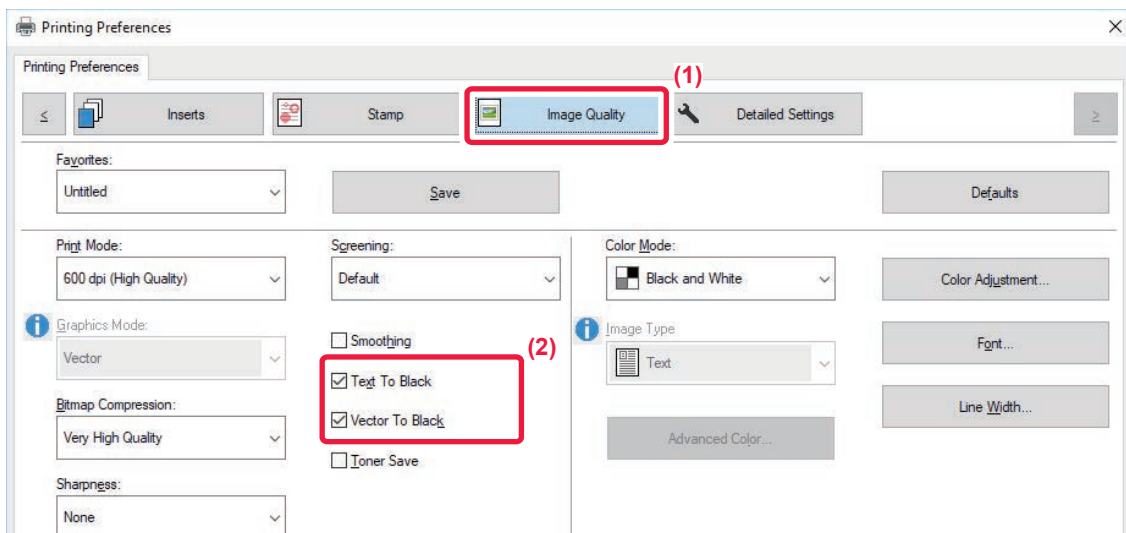 Printing Preferences
Printing Preferences
(1)
<
Inserts
Stamp
Image Quality
Detailed Settings
>
Favorites:
Untitled
Save
Defaults
Print Mode:
600 dpi (High Quality)
Screening:
Default
Color Mode:
Black and White
Color Adjustment...
Graphics Mode:
Vector
Smoothing
(2)
Text To Black
Vector To Black
Toner Save
Image Type
Text
Font...
Bitmap Compression:
Very High Quality
Advanced Color...
Line Width...
Sharpness:
None